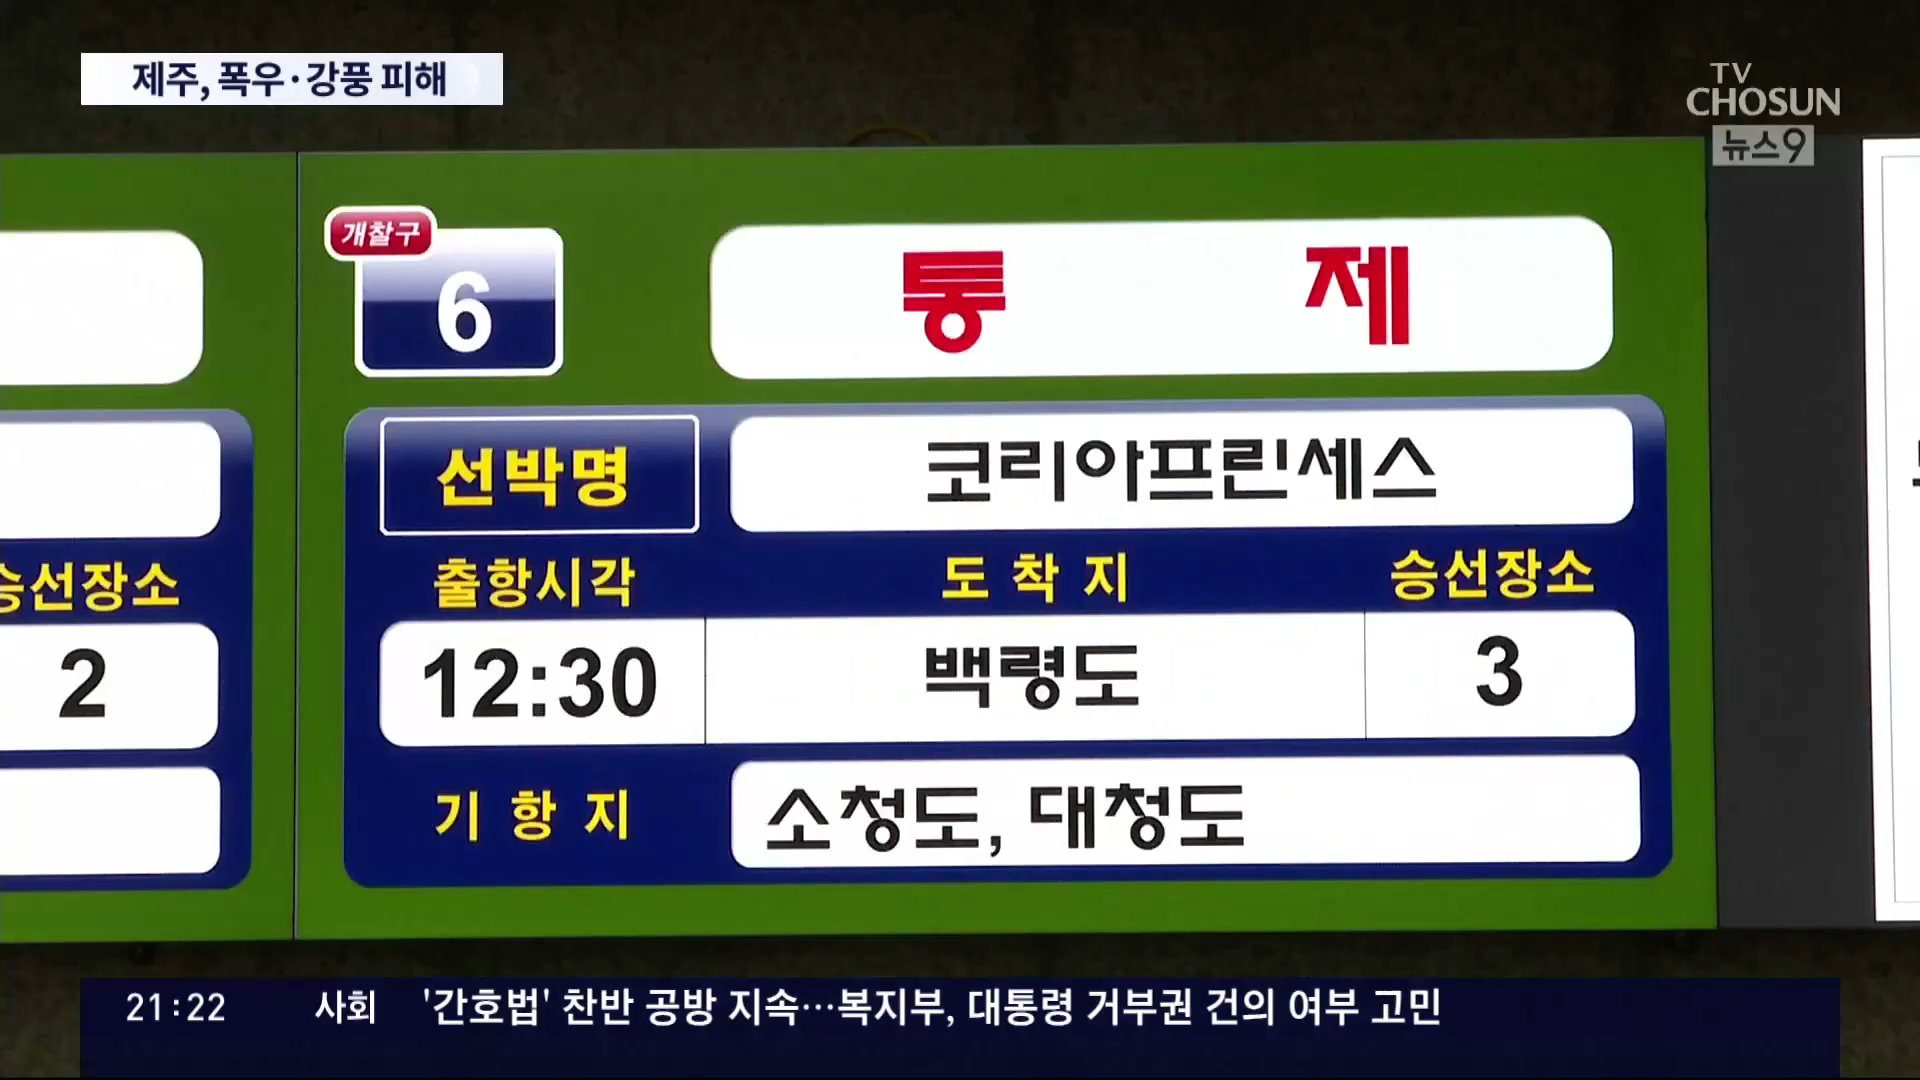 제주, 폭우·강풍 피해
TV
CHOSUN
뉴스9
개찰구
6
통 제
선박명
코리아프린세스
출항시각 도 착 지 승선장소
12:30 백령도 3
기 항 지
소청도, 대청도
승선장소
2
21:22 사회 '간호법' 찬반 공방 지속…복지부, 대통령 거부권 건의 여부 고민